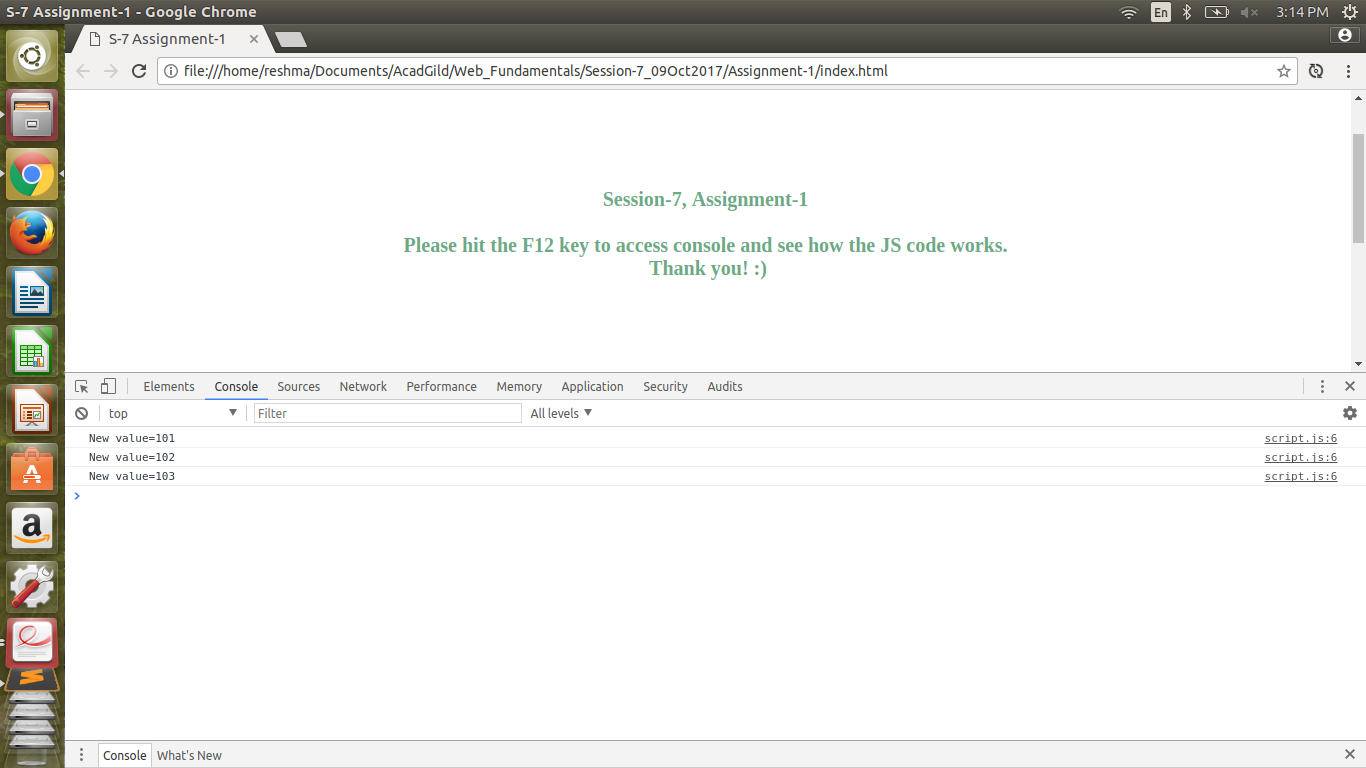 S-7 Assignment-1 - Google Chrome
En
3:14 PM
S-7 Assignment-1
file:///home/reshma/Documents/AcadGild/Web_Fundamentals/Session-7_09Oct2017/Assignment-1/index.html
Session-7, Assignment-1
Please hit the F12 key to access console and see how the JS code works.
Thank you! :)
Elements Console Sources Network Performance Memory Application Security Audits
top Filter All levels
New value=101 script.js:6
New value=102 script.js:6
New value=103 script.js:6
Console What's New